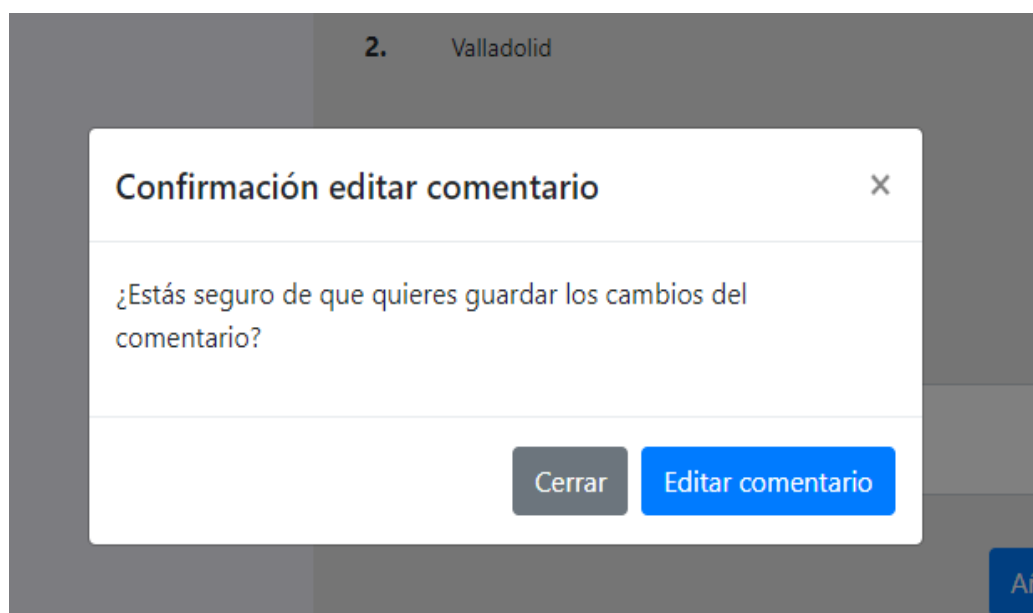 2. Valladolid
Confirmación editar comentario ×
¿Estás seguro de que quieres guardar los cambios del
comentario?
Cerrar Editar comentario